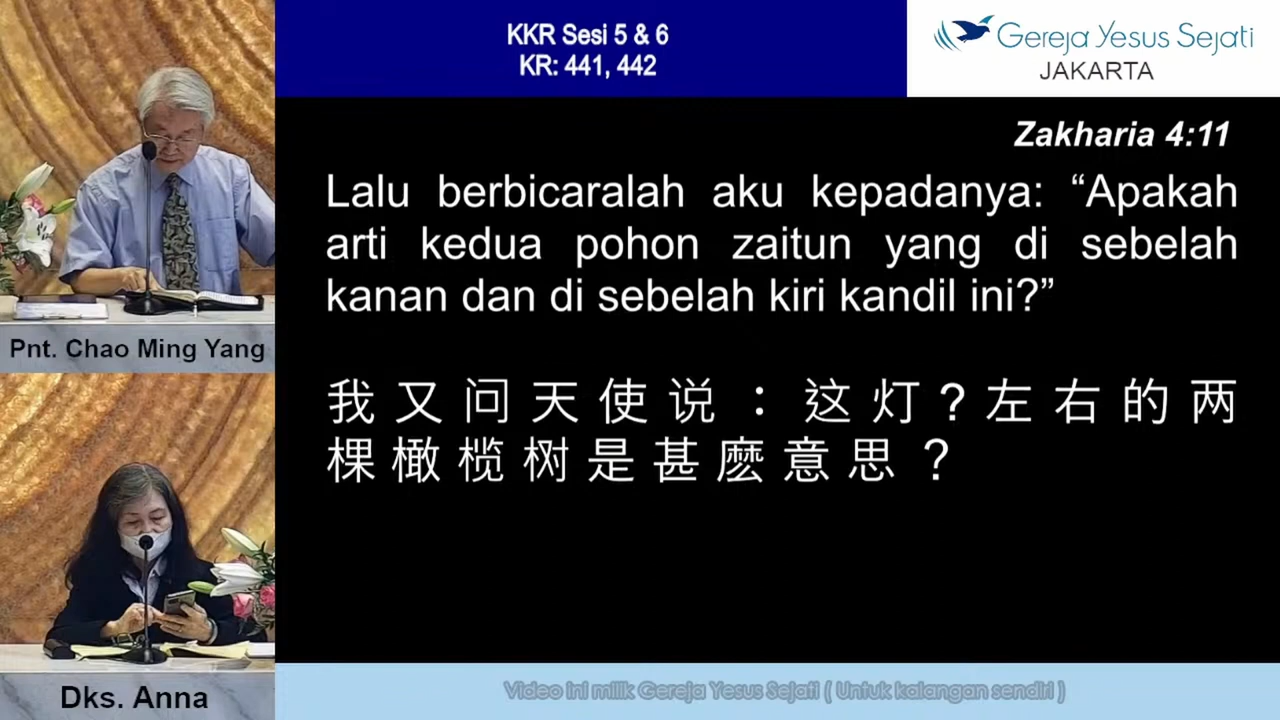 KKR Sesi 5 & 6
KR: 441, 442
Gereja Yesus Sejati
JAKARTA
Zakharia 4:11
Lalu berbicaralah aku kepadanya: “Apakah
arti kedua pohon zaitun yang di sebelah
kanan dan di sebelah kiri kandil ini?”
我又问天使说：这灯?左右的两
棵橄榄树是甚麽意思？
Pnt. Chao Ming Yang
Dks. Anna
Video ini milik Gereja Yesus Sejati ( Untuk kalangan sendiri )